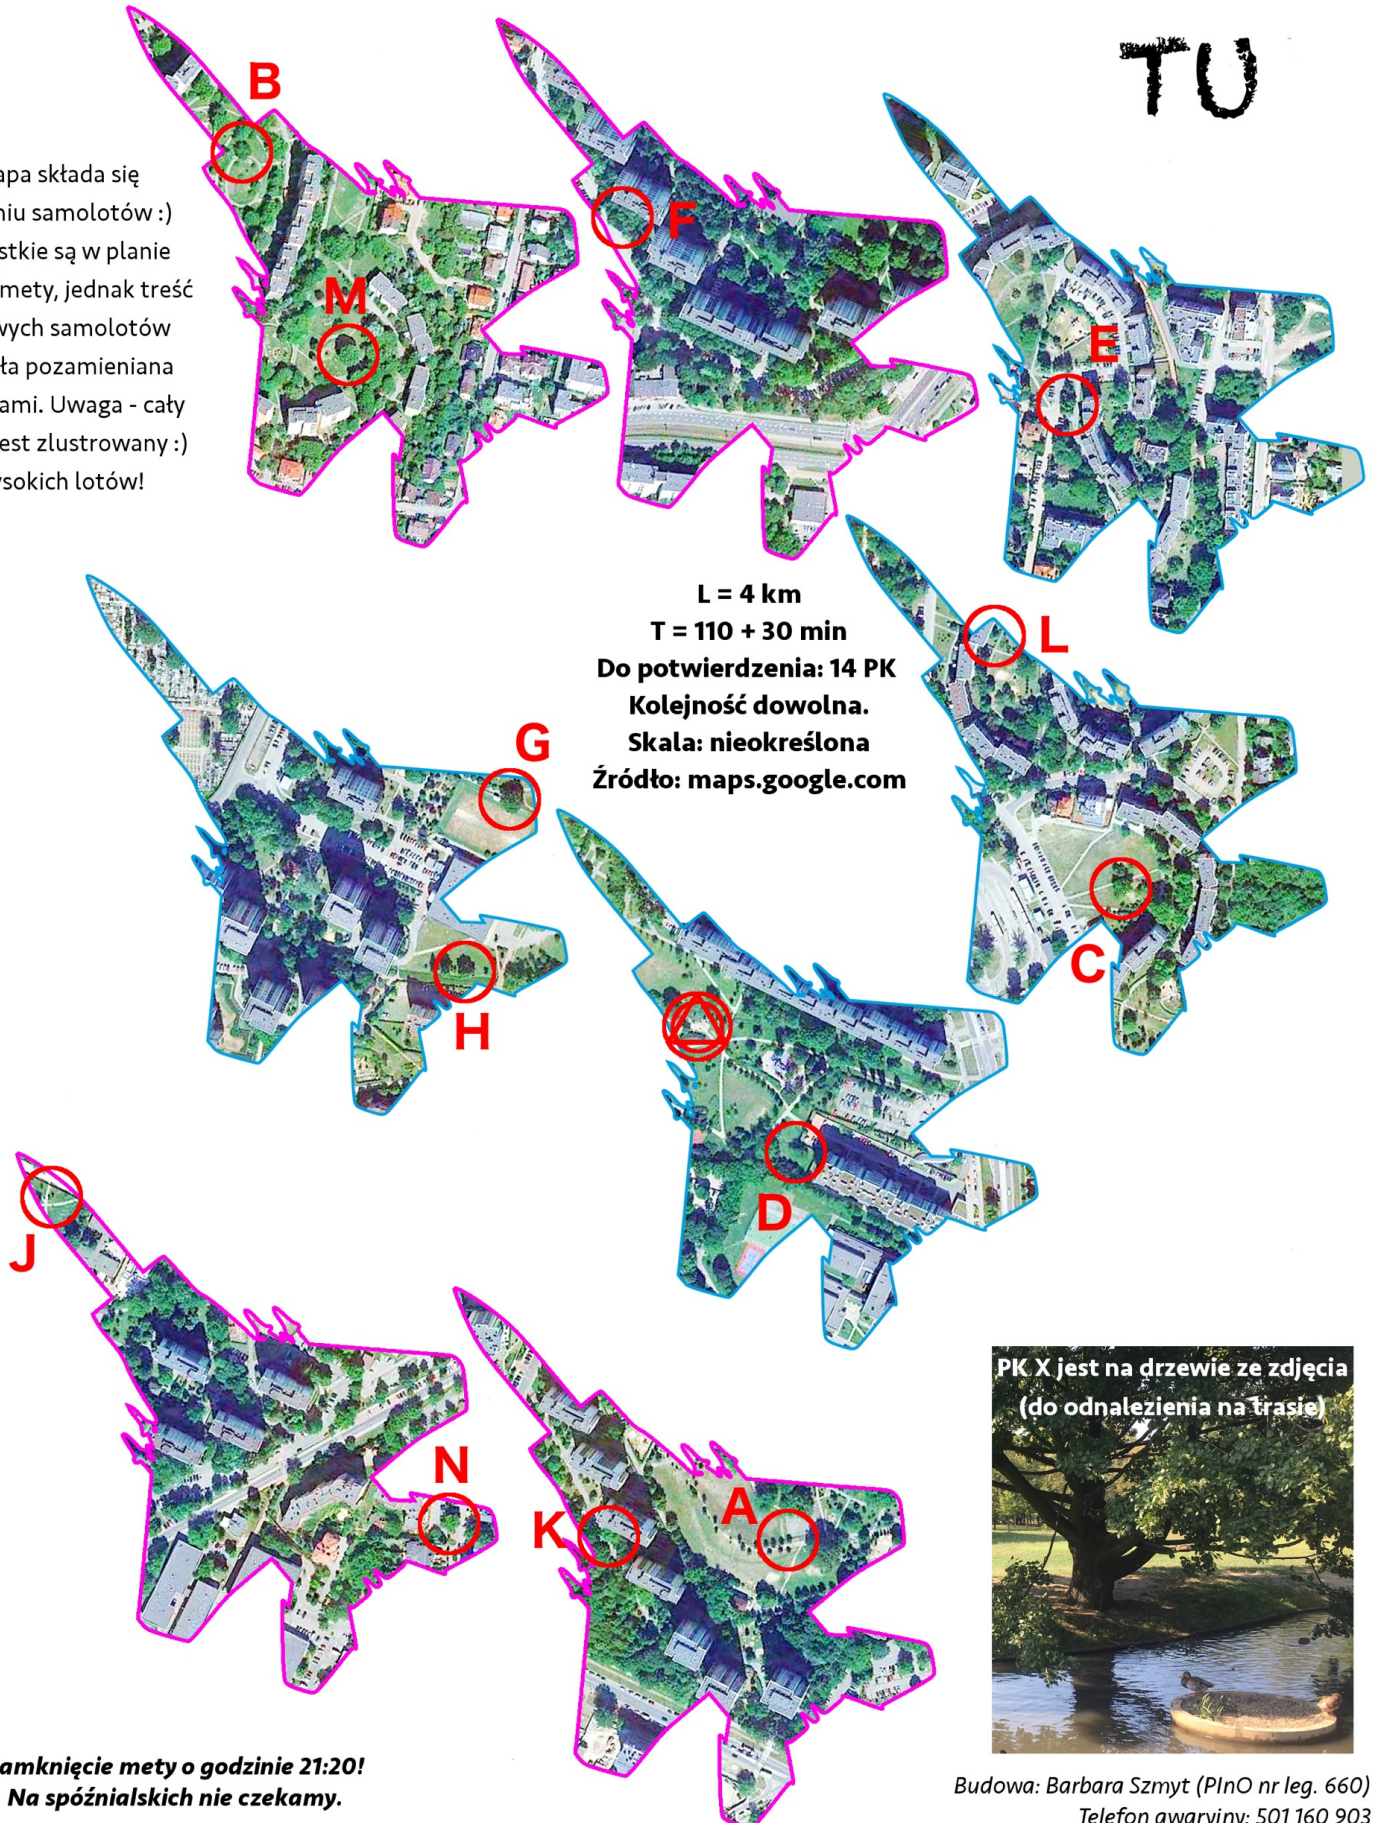 TU
B
apa składa się
niu samolotów :)
stkie są w planie
mety, jednak treść
wych samolotów
ła pozamieniana
ami. Uwaga - cały
est zlustrowany :)
ysokich lotów!
F
M
E
L = 4 km
T = 110 + 30 min
Do potwierdzenia: 14 PK
Kolejność dowolna.
Skala: nieokreślona
Źródło: maps.google.com
L
G
C
H
D
J
N
K
A
PK X jest na drzewie ze zdjęcia
(do odnalezienia na trasie)
amknięcie mety o godzinie 21:20!
Na spóźnialskich nie czekamy.
Budowa: Barbara Szmyt (PInO nr leg. 660)
Telefon awaryjny: 501 160 903